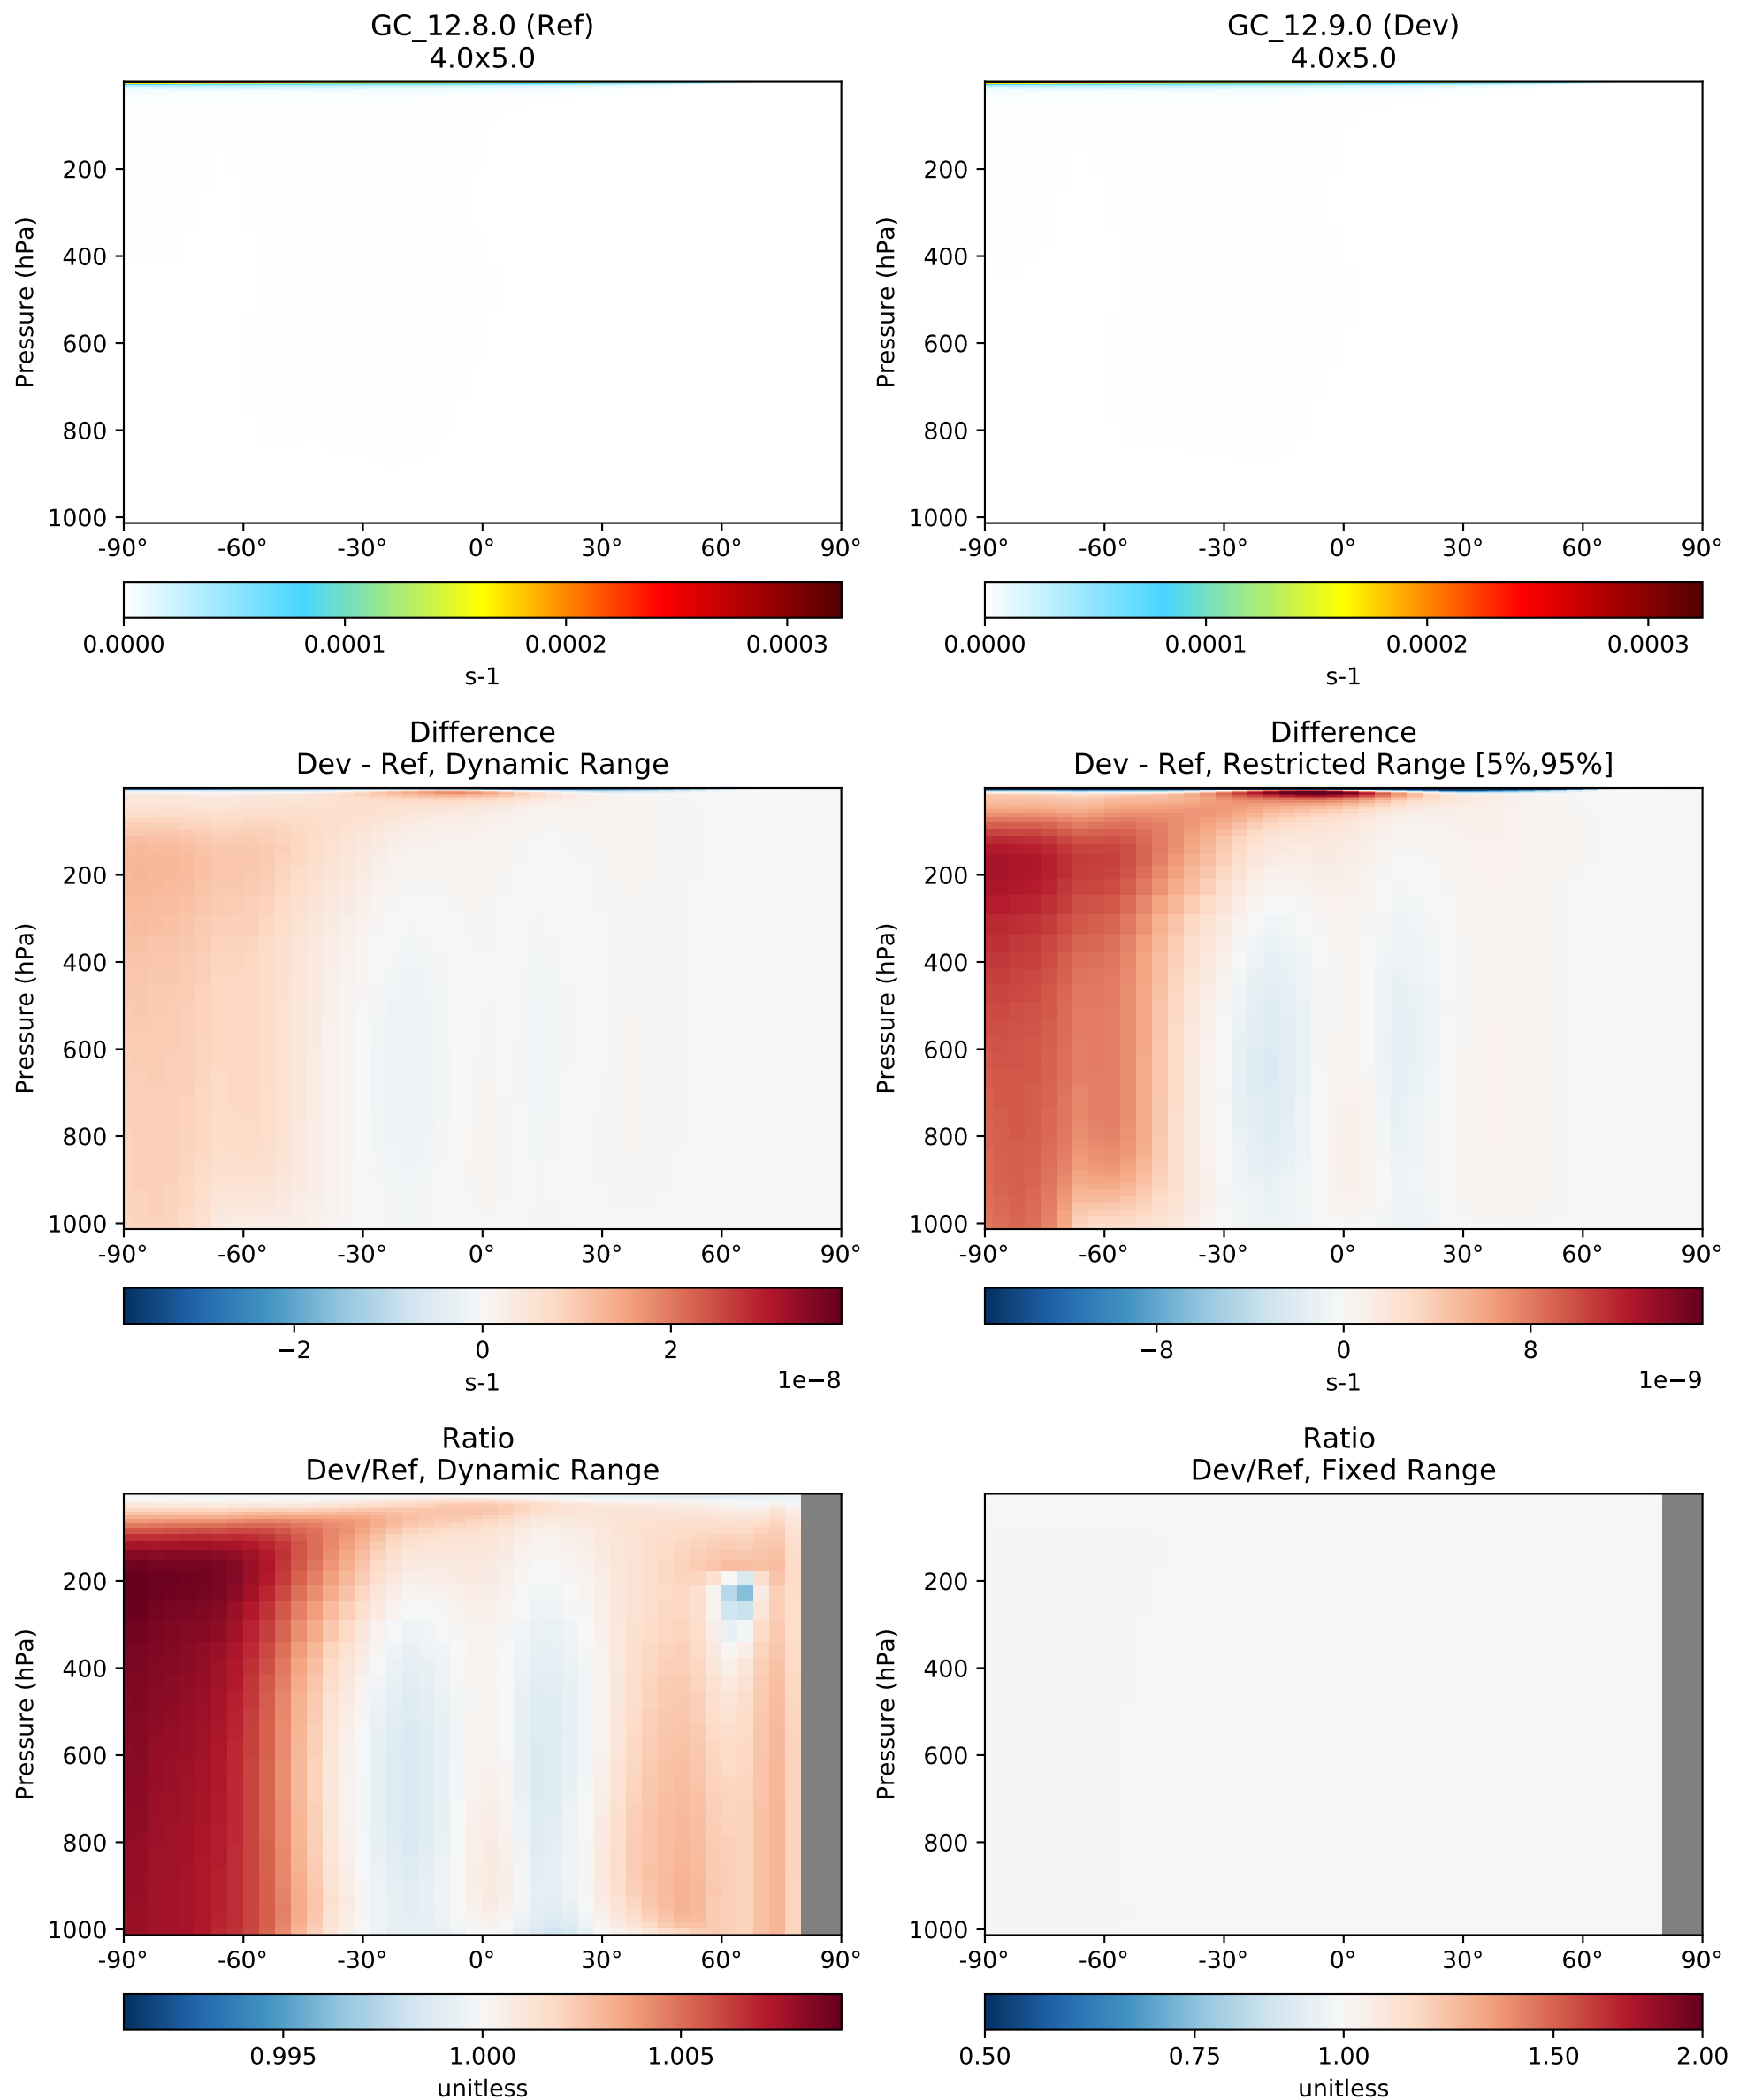 GC_12.8.0 (Ref)
4.0x5.0
Pressure (hPa)
200
400
600
800
1000
-90° -60° -30° 0° 30° 60° 90°
0.0000 0.0001 0.0002 0.0003
s-1
GC_12.9.0 (Dev)
4.0x5.0
Pressure (hPa)
200
400
600
800
1000
-90° -60° -30° 0° 30° 60° 90°
0.0000 0.0001 0.0002 0.0003
s-1
Difference
Dev - Ref, Dynamic Range
Pressure (hPa)
200
400
600
800
1000
-90° -60° -30° 0° 30° 60° 90°
−2 0 2
s-1 1e−8
Difference
Dev - Ref, Restricted Range [5%,95%]
Pressure (hPa)
200
400
600
800
1000
-90° -60° -30° 0° 30° 60° 90°
−8 0 8
s-1 1e−9
Ratio
Dev/Ref, Dynamic Range
Pressure (hPa)
200
400
600
800
1000
-90° -60° -30° 0° 30° 60° 90°
0.995 1.000 1.005
unitless
Ratio
Dev/Ref, Fixed Range
Pressure (hPa)
200
400
600
800
1000
-90° -60° -30° 0° 30° 60° 90°
0.50 0.75 1.00 1.50 2.00
unitless